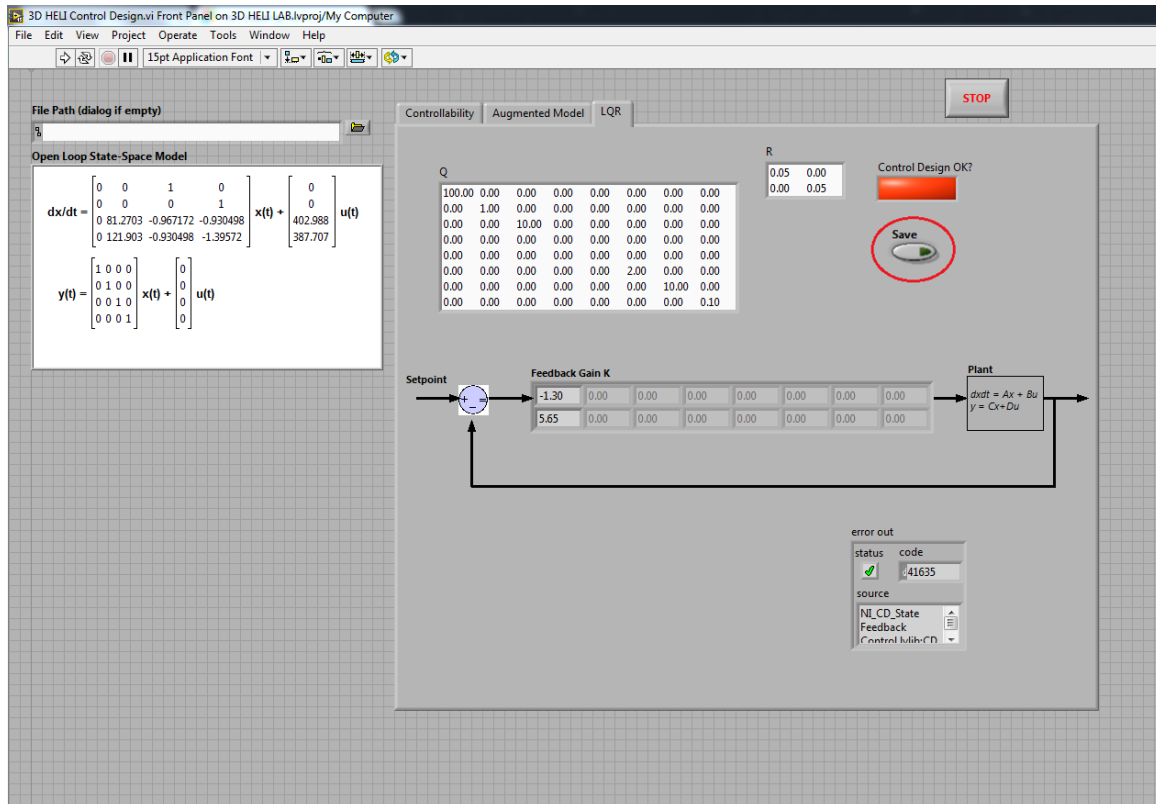 3D HELI Control Design.vi Front Panel on 3D HELI LAB.lvproj/My Computer
File Edit View Project Operate Tools Window Help
15pt Application Font
STOP
File Path (dialog if empty)
Open Loop State-Space Model
dx/dt =
0 0 1 0
0 0 0 1
0 81.2703 -0.967172 -0.930498
0 121.903 -0.930498 -1.39572
x(t) +
0
0
402.988
387.707
u(t)
y(t) =
1 0 0 0
0 1 0 0
0 0 1 0
0 0 0 1
x(t) +
0
0
0
0
u(t)
Controllability Augmented Model LQR
Q
100.00 0.00 0.00 0.00 0.00 0.00 0.00 0.00
0.00 1.00 0.00 0.00 0.00 0.00 0.00 0.00
0.00 0.00 10.00 0.00 0.00 0.00 0.00 0.00
0.00 0.00 0.00 0.00 0.00 0.00 0.00 0.00
0.00 0.00 0.00 0.00 0.00 0.00 0.00 0.00
0.00 0.00 0.00 0.00 0.00 2.00 0.00 0.00
0.00 0.00 0.00 0.00 0.00 0.00 10.00 0.00
0.00 0.00 0.00 0.00 0.00 0.00 0.00 0.10
R
0.05 0.00
0.00 0.05
Control Design OK?
Save
Setpoint
+ - =
Feedback Gain K
-1.30 0.00 0.00 0.00 0.00 0.00 0.00 0.00
5.65 0.00 0.00 0.00 0.00 0.00 0.00 0.00
Plant
dxdt = Ax + Bu
y = Cx+Du
error out
status code
d41635
source
NI_CD_State
Feedback
Control.lvlib:CD